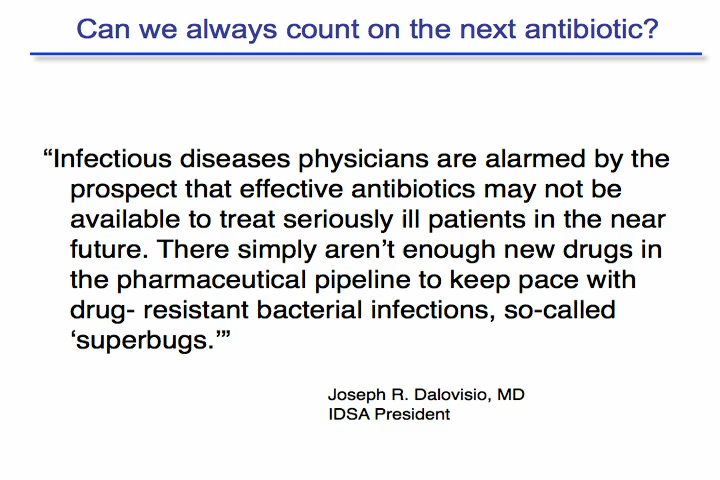 Can we always count on the next antibiotic?
“Infectious diseases physicians are alarmed by the
prospect that effective antibiotics may not be
available to treat seriously ill patients in the near
future. There simply aren’t enough new drugs in
the pharmaceutical pipeline to keep pace with
drug- resistant bacterial infections, so-called
‘superbugs.’”
Joseph R. Dalovisio, MD
IDSA President